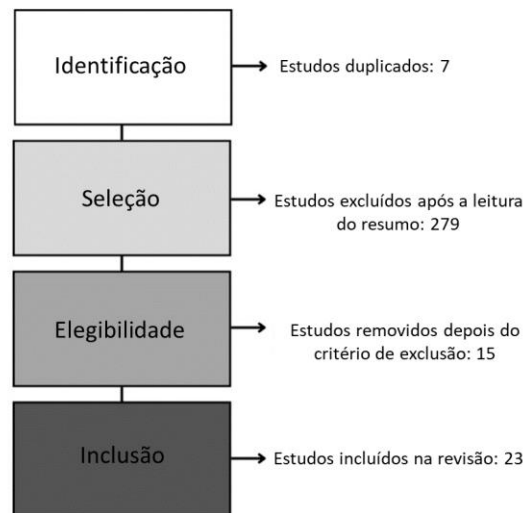 Identificação
Estudos duplicados: 7
Seleção
Estudos excluídos após a leitura
do resumo: 279
Elegibilidade
Estudos removidos depois do
critério de exclusão: 15
Inclusão
Estudos incluídos na revisão: 23